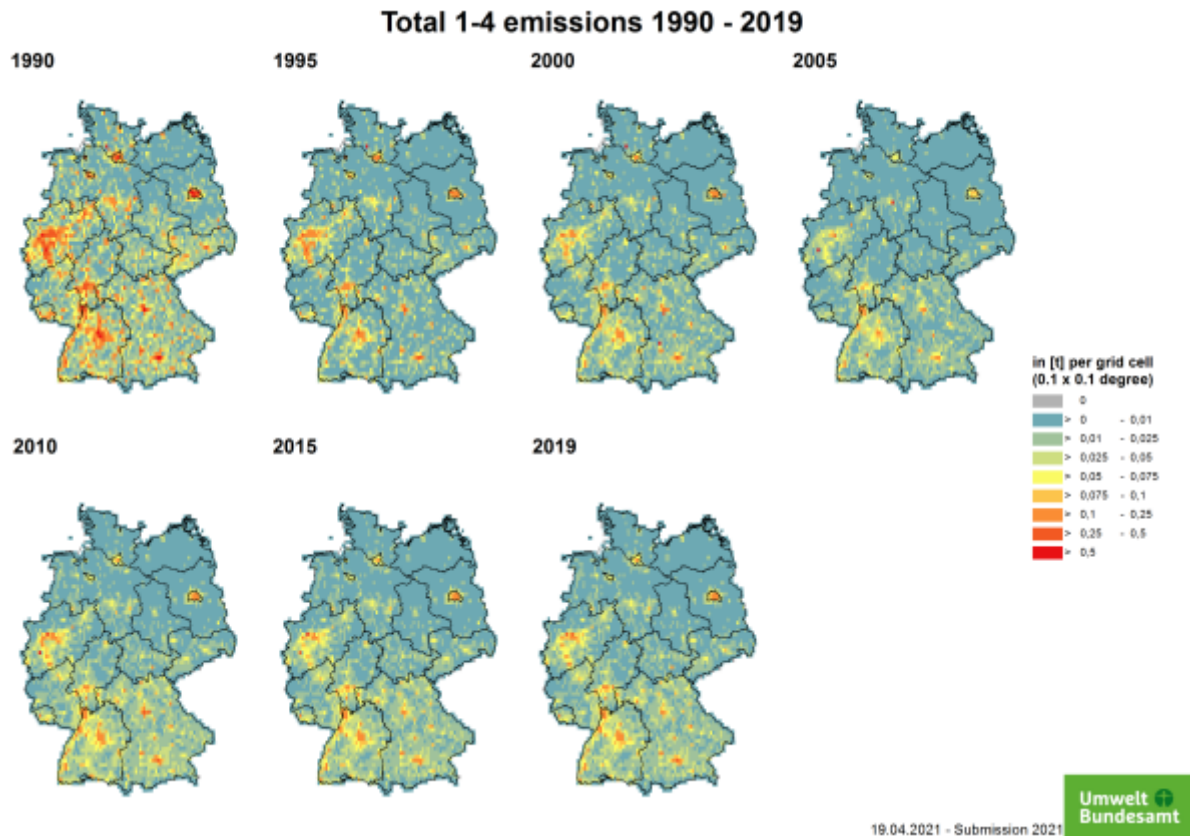 Total 1-4 emissions 1990 - 2019
1990
1995
2000
2005
in [t] per grid cell
(0.1 x 0.1 degree)
0
> 0 - 0,01
> 0,01 - 0,025
> 0,025 - 0,05
> 0,05 - 0,075
> 0,075 - 0,1
> 0,1 - 0,25
> 0,25 - 0,5
> 0,5
2010
2015
2019
Umwelt
Bundesamt
19.04.2021 - Submission 2021